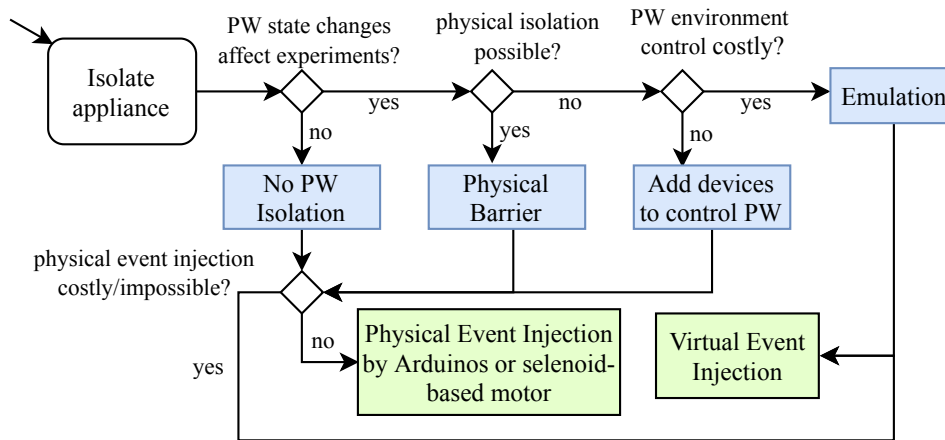 PW state changes
affect experiments?
physical isolation
possible?
PW environment
control costly?
Isolate
appliance
yes
no
yes
Emulation
no
yes
no
No PW
Isolation
Physical
Barrier
Add devices
to control PW
physical event injection
costly/impossible?
no
yes
Physical Event Injection
by Arduinos or selenoid-
based motor
Virtual Event
Injection